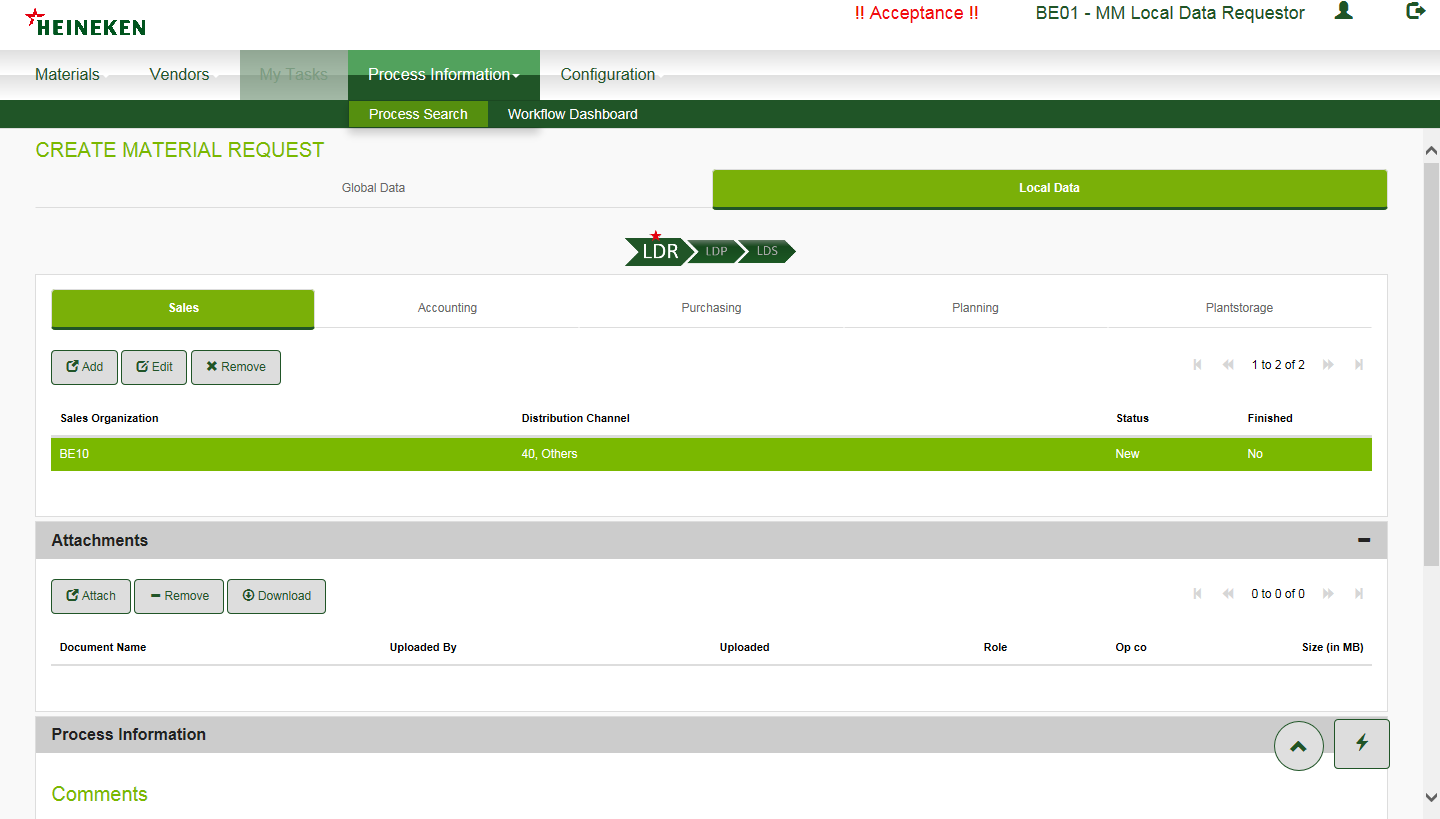 HEINEKEN
!! Acceptance !! BE01 - MM Local Data Requestor
Materials Vendors My Tasks Process Information Configuration
Process Search Workflow Dashboard
CREATE MATERIAL REQUEST
Global Data Local Data
LDR LDP LDS
Sales Accounting Purchasing Planning Plantstorage
Add Edit Remove 1 to 2 of 2
Sales Organization Distribution Channel Status Finished
BE10 40, Others New No
Attachments
Attach Remove Download 0 to 0 of 0
Document Name Uploaded By Uploaded Role Op co Size (in MB)
Process Information
Comments